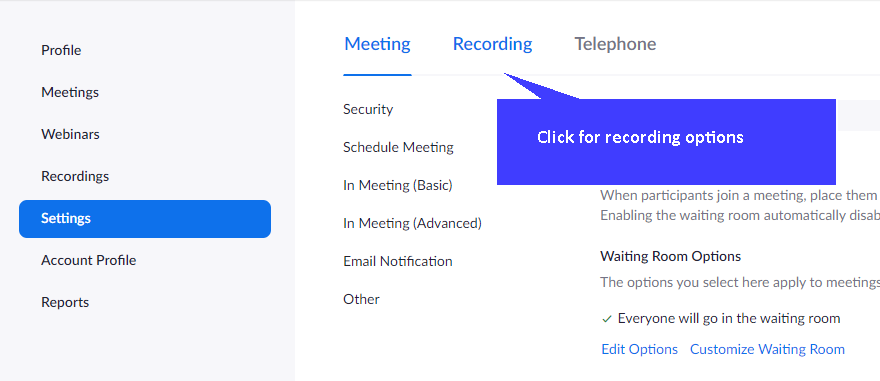 Profile
Meetings
Webinars
Recordings
Settings
Account Profile
Reports
Meeting Recording Telephone
Security
Schedule Meeting
In Meeting (Basic)
In Meeting (Advanced)
Email Notification
Other
Click for recording options
When participants join a meeting, place them
Enabling the waiting room automatically disab
Waiting Room Options
The options you select here apply to meetings
✓ Everyone will go in the waiting room
Edit Options Customize Waiting Room